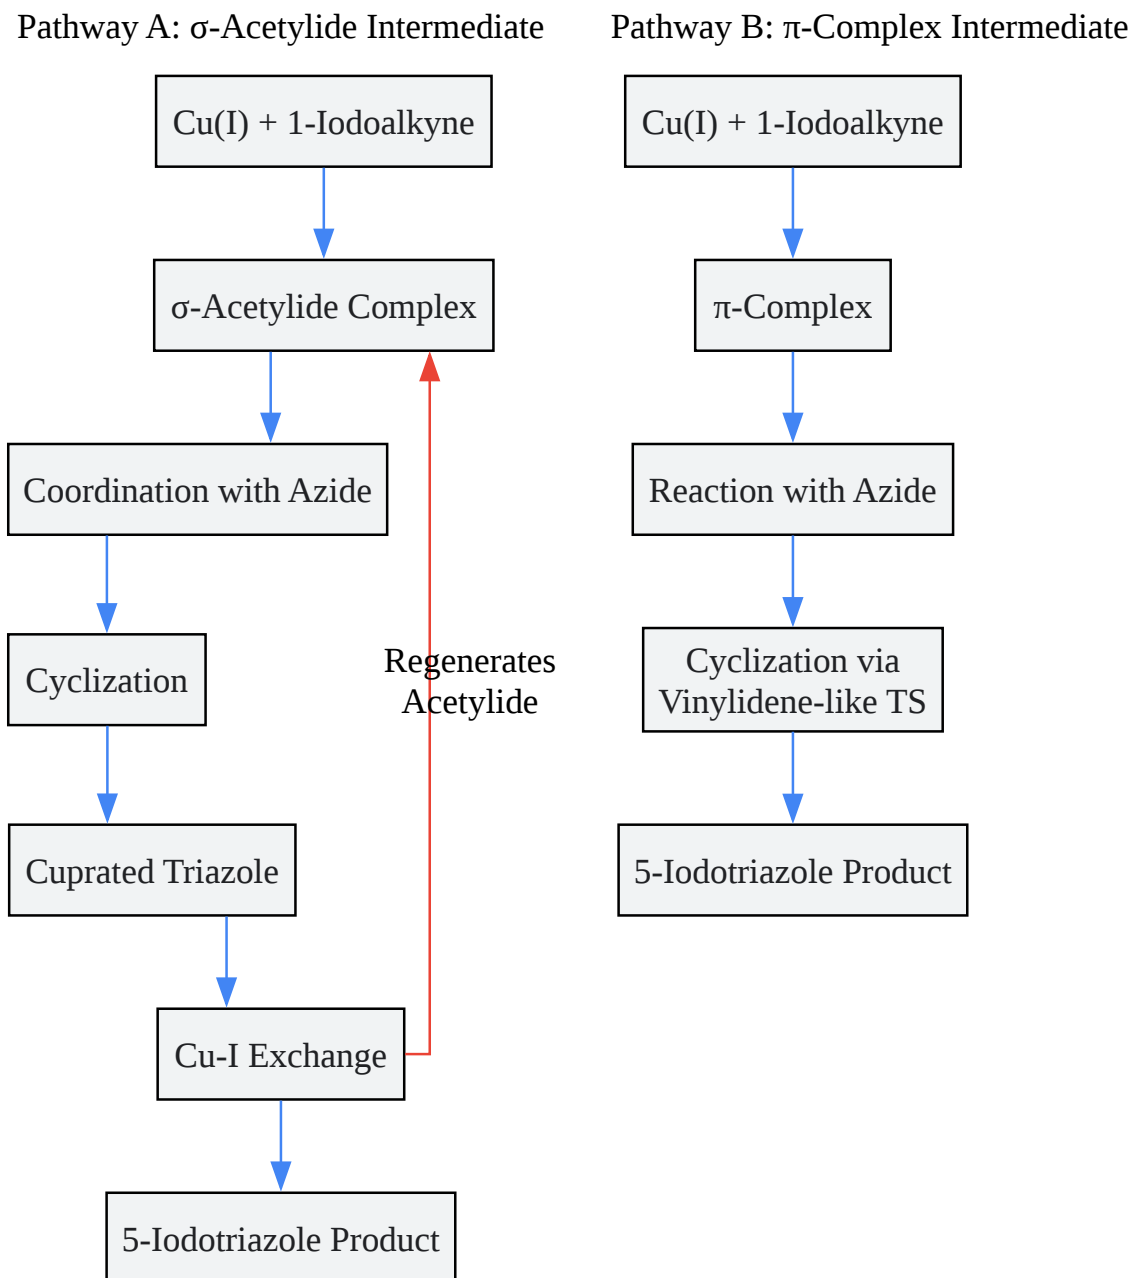 Pathway A: σ-Acetylide Intermediate
Cu(I) + 1-Iodoalkyne
σ-Acetylide Complex
Coordination with Azide
Cyclization
Regenerates
Acetylide
Cuprated Triazole
Cu-I Exchange
5-Iodotriazole Product
Pathway B: π-Complex Intermediate
Cu(I) + 1-Iodoalkyne
π-Complex
Reaction with Azide
Cyclization via
Vinylidene-like TS
5-Iodotriazole Product